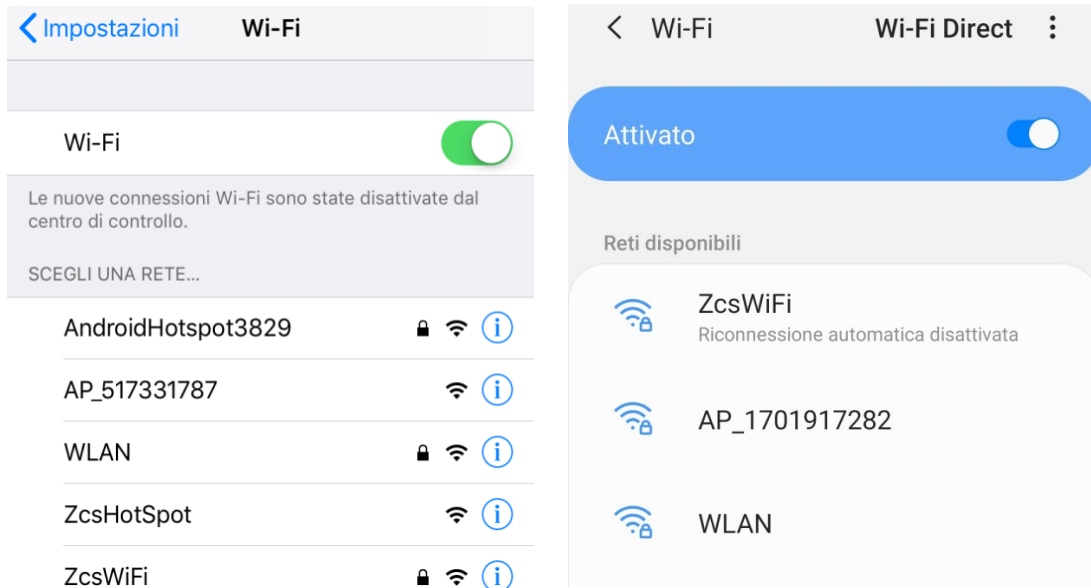 Impostazioni Wi-Fi
Wi-Fi
Le nuove connessioni Wi-Fi sono state disattivate dal
centro di controllo.
SCEGLI UNA RETE...
AndroidHotspot3829
AP_517331787
WLAN
ZcsHotSpot
ZcsWiFi
Wi-Fi Wi-Fi Direct
Attivato
Reti disponibili
ZcsWiFi
Riconnessione automatica disattivata
AP_1701917282
WLAN